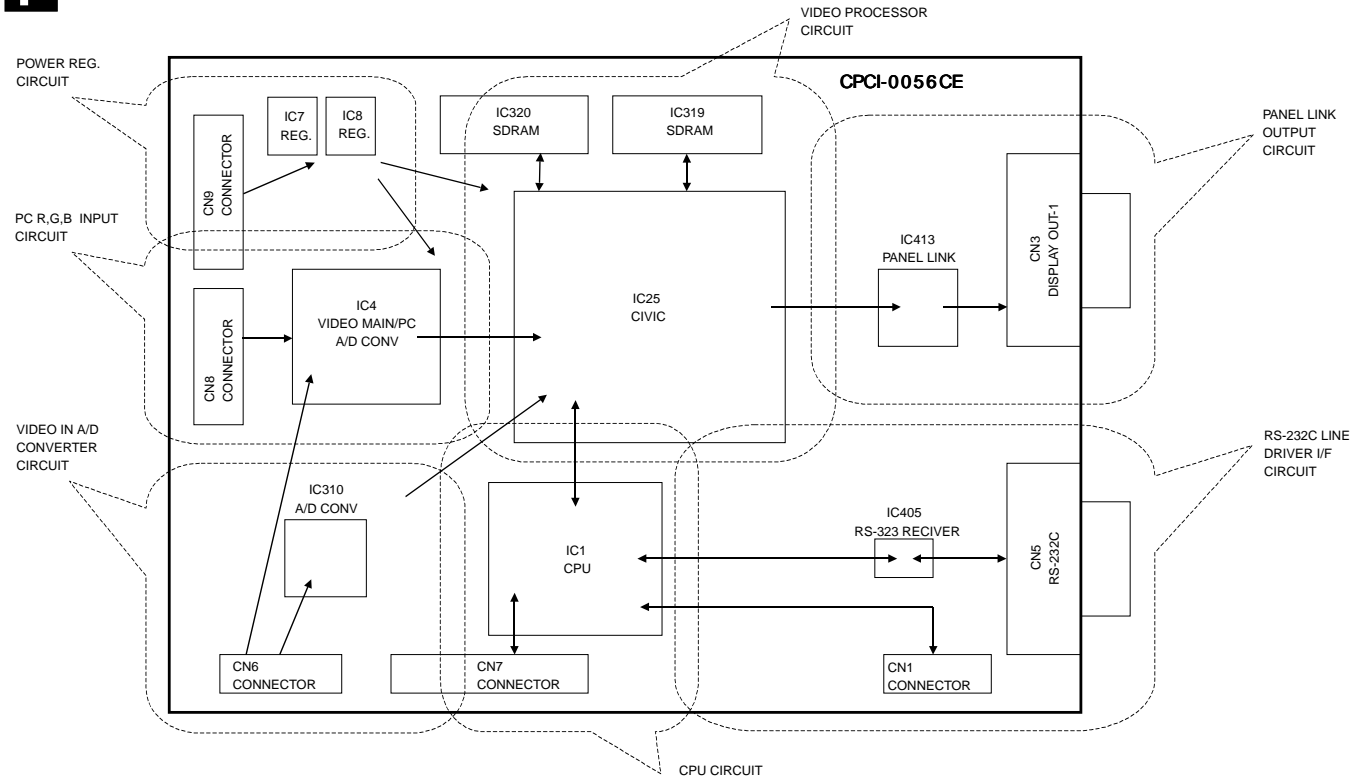 VIDEO PROCESSOR
CIRCUIT
POWER REG.
CIRCUIT
CPCI-0056CE
IC7
REG.
IC8
REG.
IC320
SDRAM
IC319
SDRAM
PANEL LINK
OUTPUT
CIRCUIT
CN9
CONNECTOR
PC R,G,B INPUT
CIRCUIT
IC413
PANEL LINK
CN3
DISPLAY OUT-1
IC4
VIDEO MAIN/PC
A/D CONV
IC25
CIVIC
CN8
CONNECTOR
VIDEO IN A/D
CONVERTER
CIRCUIT
RS-232C LINE
DRIVER I/F
CIRCUIT
IC310
A/D CONV
IC405
RS-323 RECIVER
IC1
CPU
CN5
RS-232C
CN6
CONNECTOR
CN7
CONNECTOR
CN1
CONNECTOR
CPU CIRCUIT